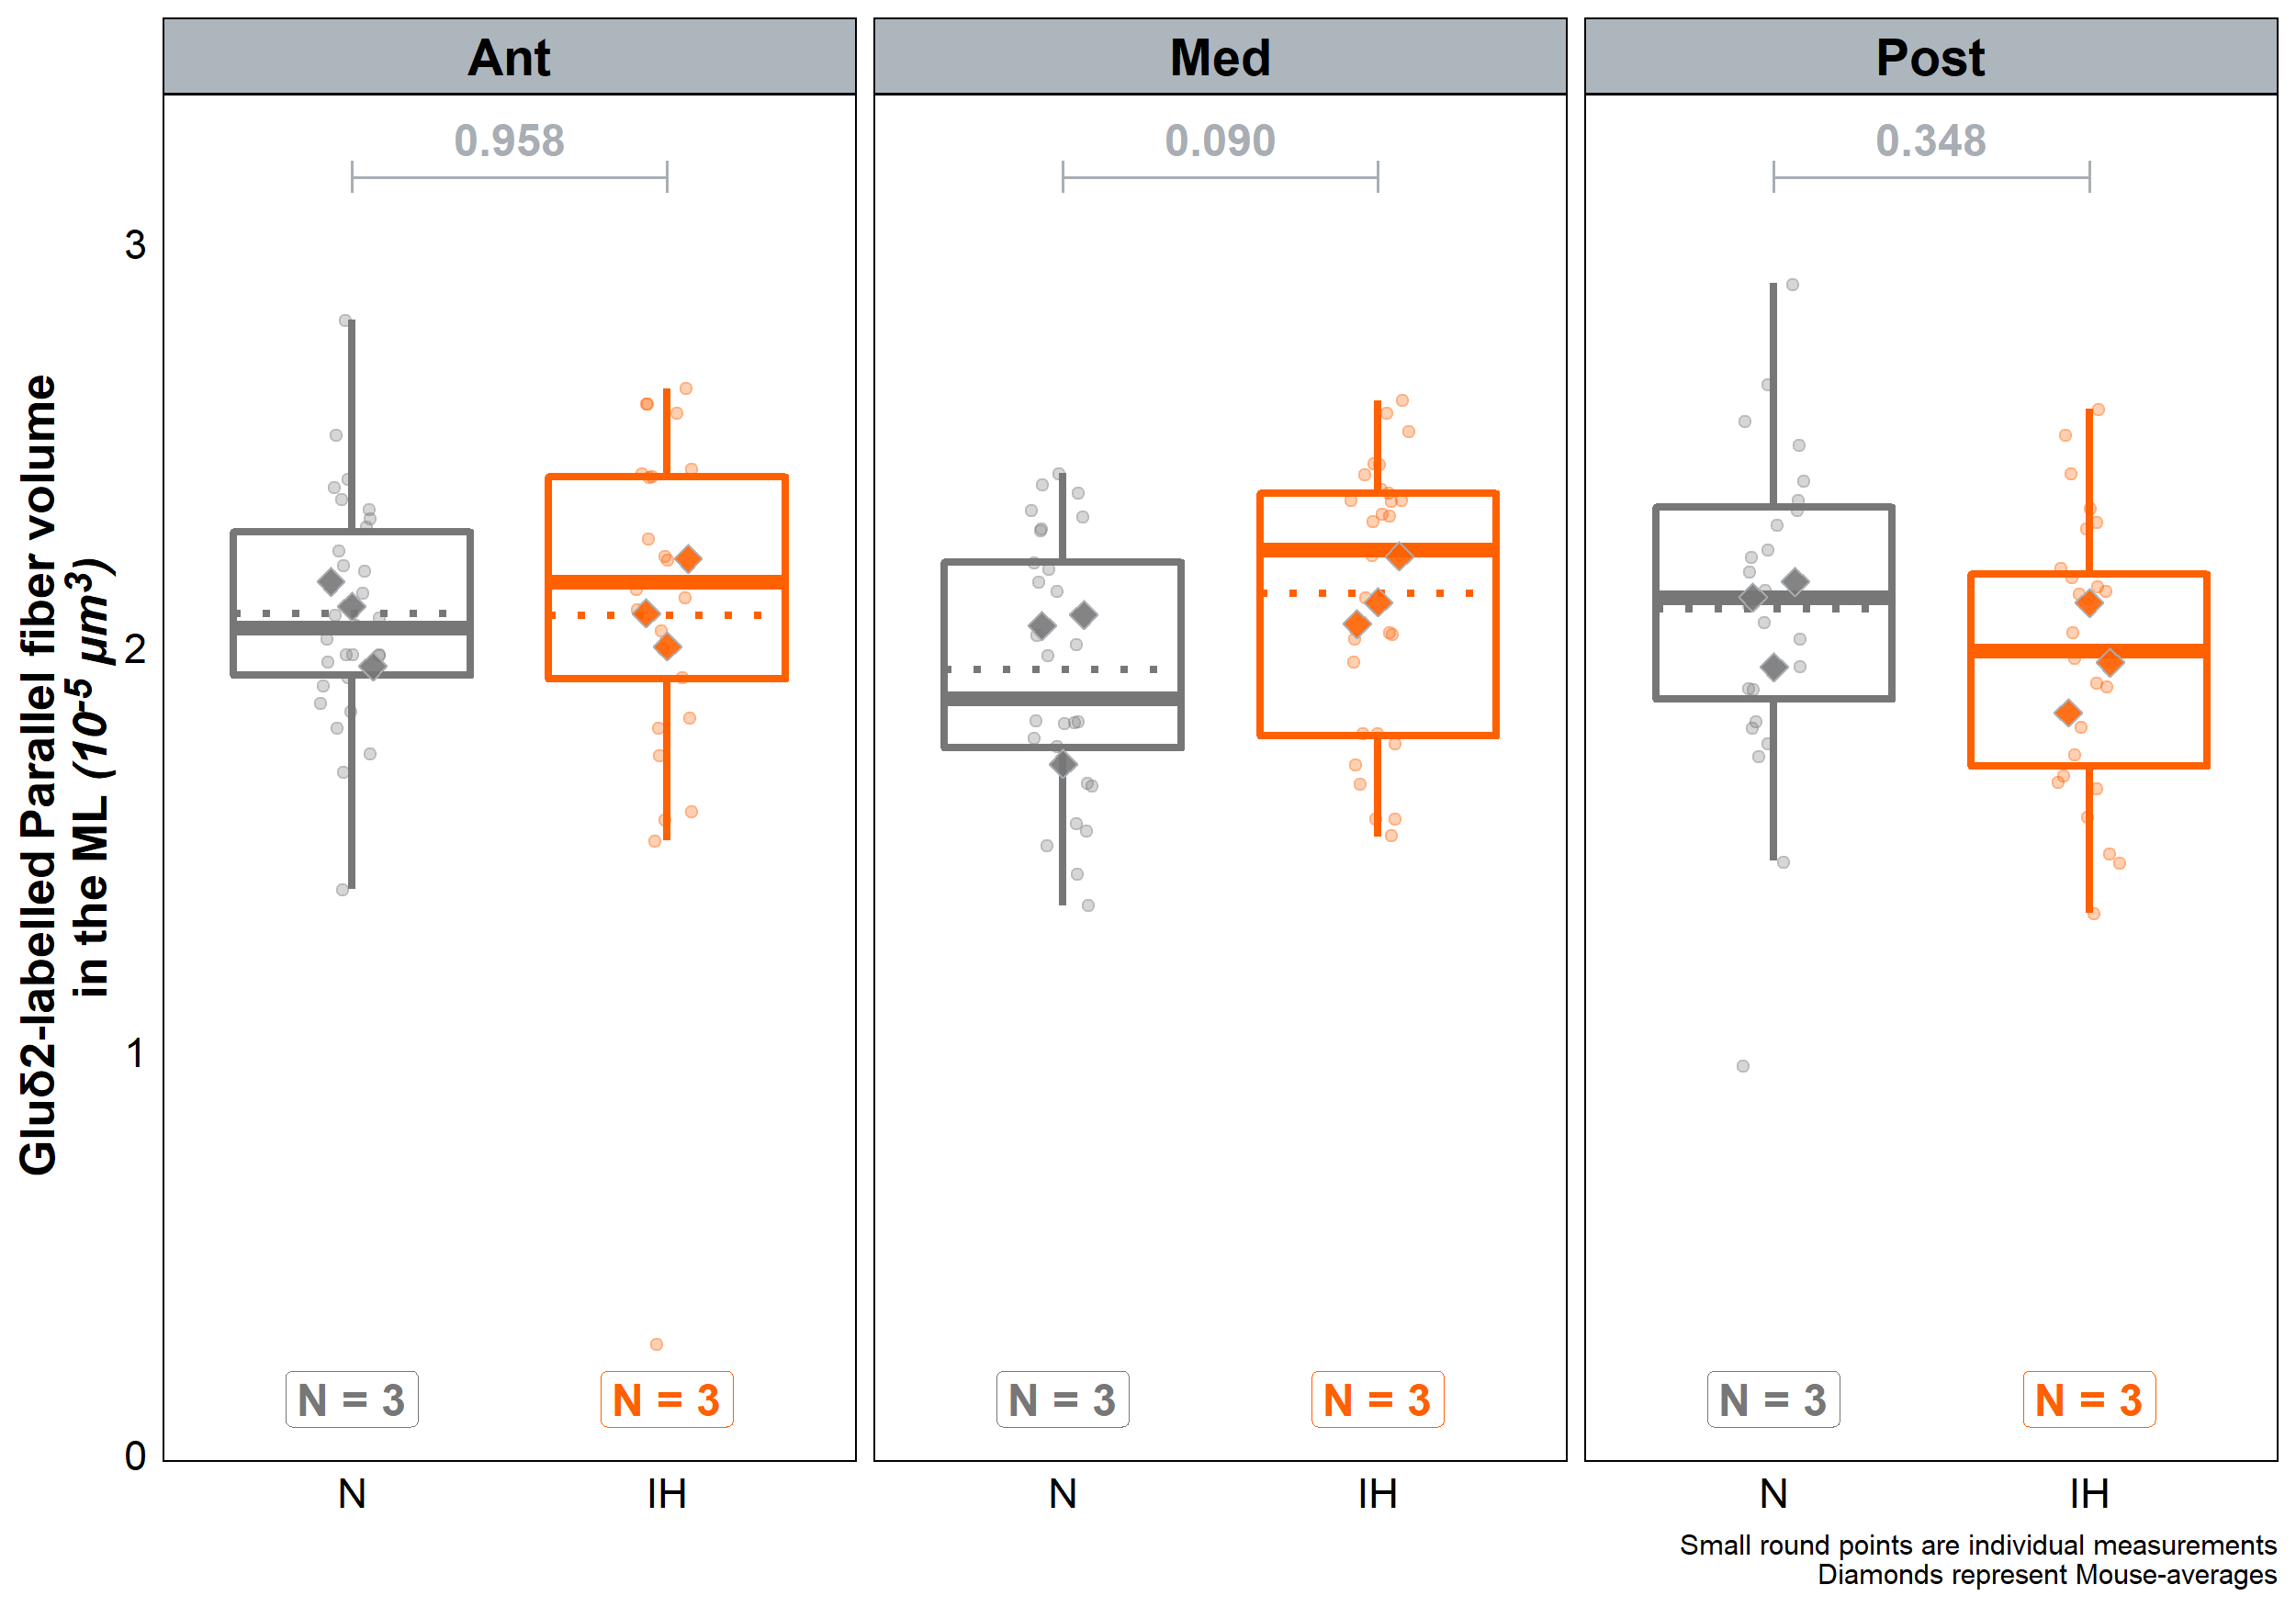 Ant
Med
Post
0.958
0.090
0.348
Gluδ2-labelled Parallel fiber volume
in the ML (10⁻⁵ μm³)
3
2
1
0
N = 3
N = 3
N = 3
N = 3
N = 3
N = 3
N
IH
N
IH
N
IH
Small round points are individual measurements
Diamonds represent Mouse-averages